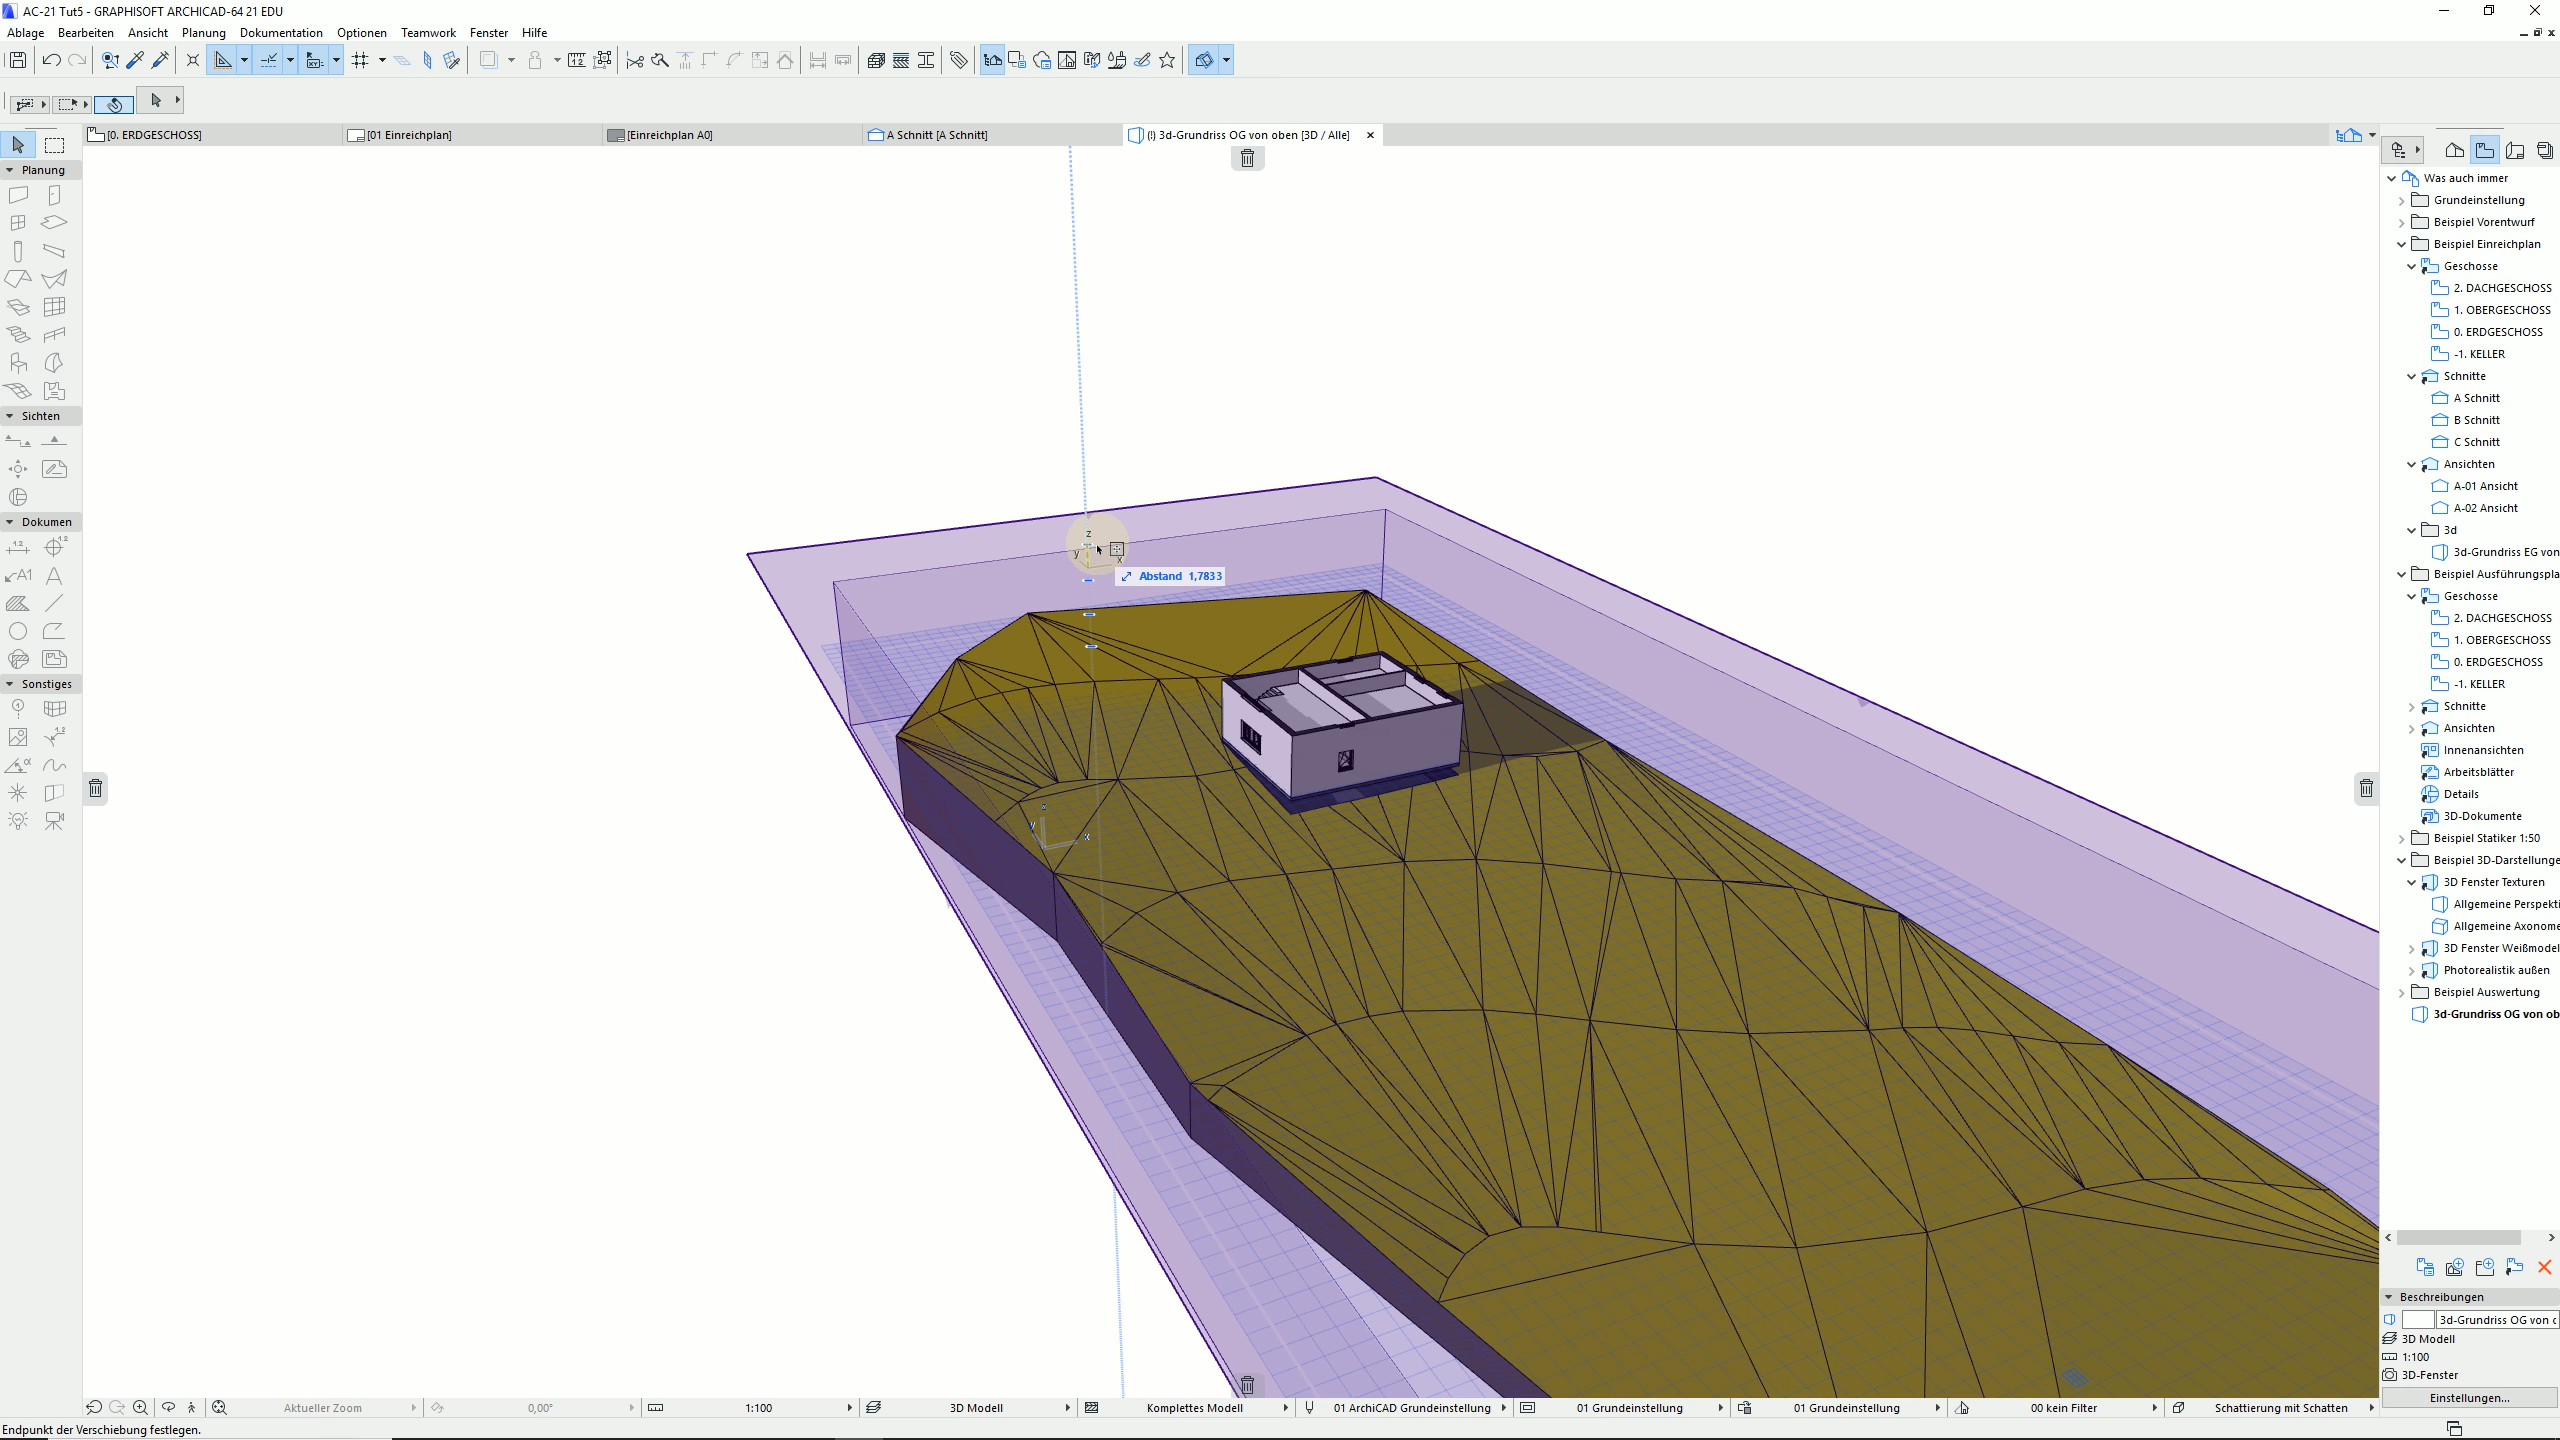 AC-21 Tut5 - GRAPHISOFT ARCHICAD-64 21 EDU
Ablage Bearbeiten Ansicht Planung Dokumentation Optionen Teamwork Fenster Hilfe
[0. ERDGESCHOSS] [01 Einreichplan] [Einreichplan A0] A Schnitt [A Schnitt] (!) 3d-Grundriss OG von oben [3D / Alle]
Planung
Sichten
Dokumen
Sonstiges
z
y
x
Abstand 1,7833
z
y
x
Was auch immer
Grundeinstellung
Beispiel Vorentwurf
Beispiel Einreichplan
Geschosse
2. DACHGESCHOSS
1. OBERGESCHOSS
0. ERDGESCHOSS
-1. KELLER
Schnitte
A Schnitt
B Schnitt
C Schnitt
Ansichten
A-01 Ansicht
A-02 Ansicht
3d
3d-Grundriss EG von
Beispiel Ausführungspla
Geschosse
2. DACHGESCHOSS
1. OBERGESCHOSS
0. ERDGESCHOSS
-1. KELLER
Schnitte
Ansichten
Innenansichten
Arbeitsblätter
Details
3D-Dokumente
Beispiel Statiker 1:50
Beispiel 3D-Darstellunge
3D Fenster Texturen
Allgemeine Perspekti
Allgemeine Axonome
3D Fenster Weißmodel
Photorealistik außen
Beispiel Auswertung
3d-Grundriss OG von ob
Beschreibungen
3d-Grundriss OG von o
3D Modell
1:100
3D-Fenster
Einstellungen...
Aktueller Zoom 0,00° 1:100 3D Modell Komplettes Modell 01 ArchiCAD Grundeinstellung 01 Grundeinstellung 01 Grundeinstellung 00 kein Filter Schattierung mit Schatten
Endpunkt der Verschiebung festlegen.